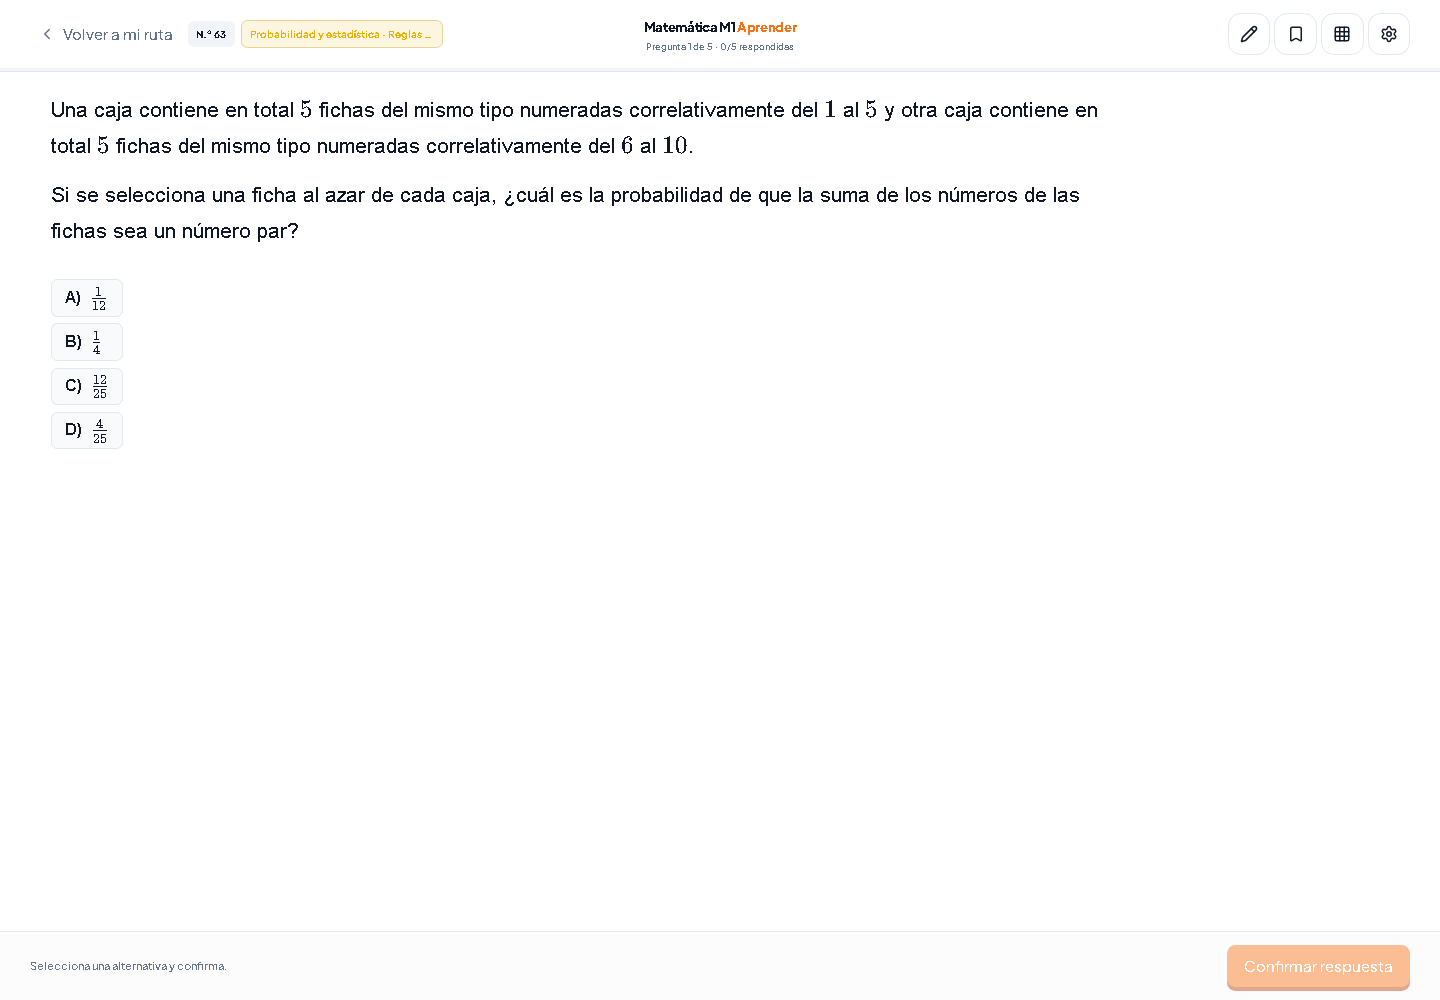 Volver a mi ruta
N.° 63
Probabilidad y estadística · Reglas ...
Matemática M1 Aprender
Pregunta 1 de 5 · 0/5 respondidas
Una caja contiene en total 5 fichas del mismo tipo numeradas correlativamente del 1 al 5 y otra caja contiene en
total 5 fichas del mismo tipo numeradas correlativamente del 6 al 10.
Si se selecciona una ficha al azar de cada caja, ¿cuál es la probabilidad de que la suma de los números de las
fichas sea un número par?
A) 1/12
B) 1/4
C) 12/25
D) 4/25
Selecciona una alternativa y confirma.
Confirmar respuesta